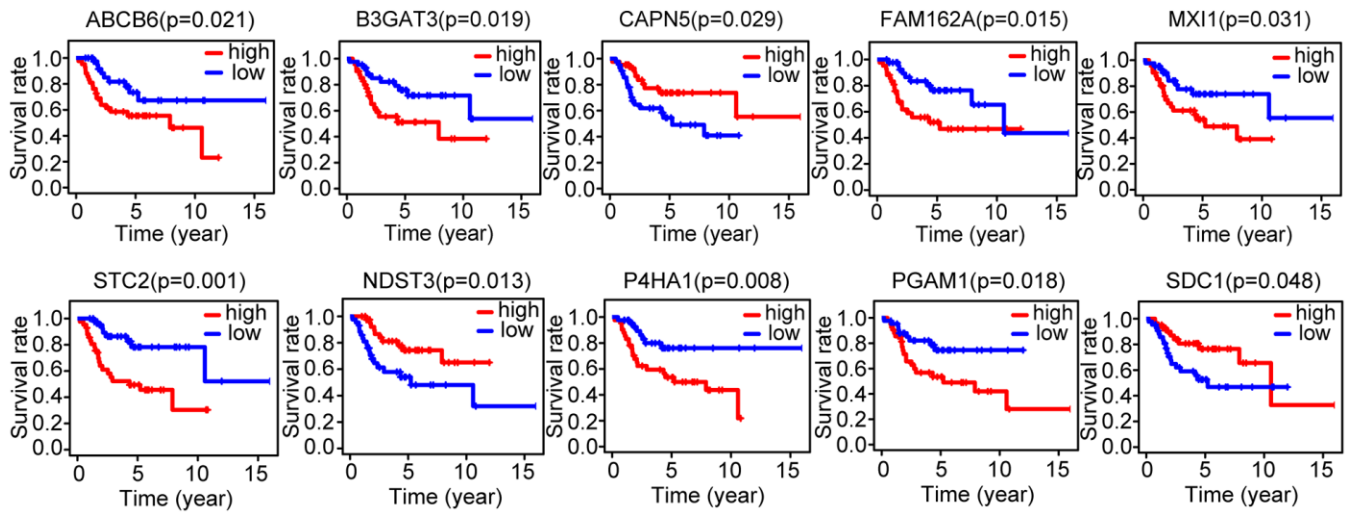 ABCB6(p=0.021)
Survival rate
1.0
0.8
0.6
0.4
0.2
0.0
high
low
0 5 10 15
Time (year)
B3GAT3(p=0.019)
Survival rate
1.0
0.8
0.6
0.4
0.2
0.0
high
low
0 5 10 15
Time (year)
CAPN5(p=0.029)
Survival rate
1.0
0.8
0.6
0.4
0.2
0.0
high
low
0 5 10 15
Time (year)
FAM162A(p=0.015)
Survival rate
1.0
0.8
0.6
0.4
0.2
0.0
high
low
0 5 10 15
Time (year)
MXI1(p=0.031)
Survival rate
1.0
0.8
0.6
0.4
0.2
0.0
high
low
0 5 10 15
Time (year)
STC2(p=0.001)
Survival rate
1.0
0.8
0.6
0.4
0.2
0.0
high
low
0 5 10 15
Time (year)
NDST3(p=0.013)
Survival rate
1.0
0.8
0.6
0.4
0.2
0.0
high
low
0 5 10 15
Time (year)
P4HA1(p=0.008)
Survival rate
1.0
0.8
0.6
0.4
0.2
0.0
high
low
0 5 10 15
Time (year)
PGAM1(p=0.018)
Survival rate
1.0
0.8
0.6
0.4
0.2
0.0
high
low
0 5 10 15
Time (year)
SDC1(p=0.048)
Survival rate
1.0
0.8
0.6
0.4
0.2
0.0
high
low
0 5 10 15
Time (year)